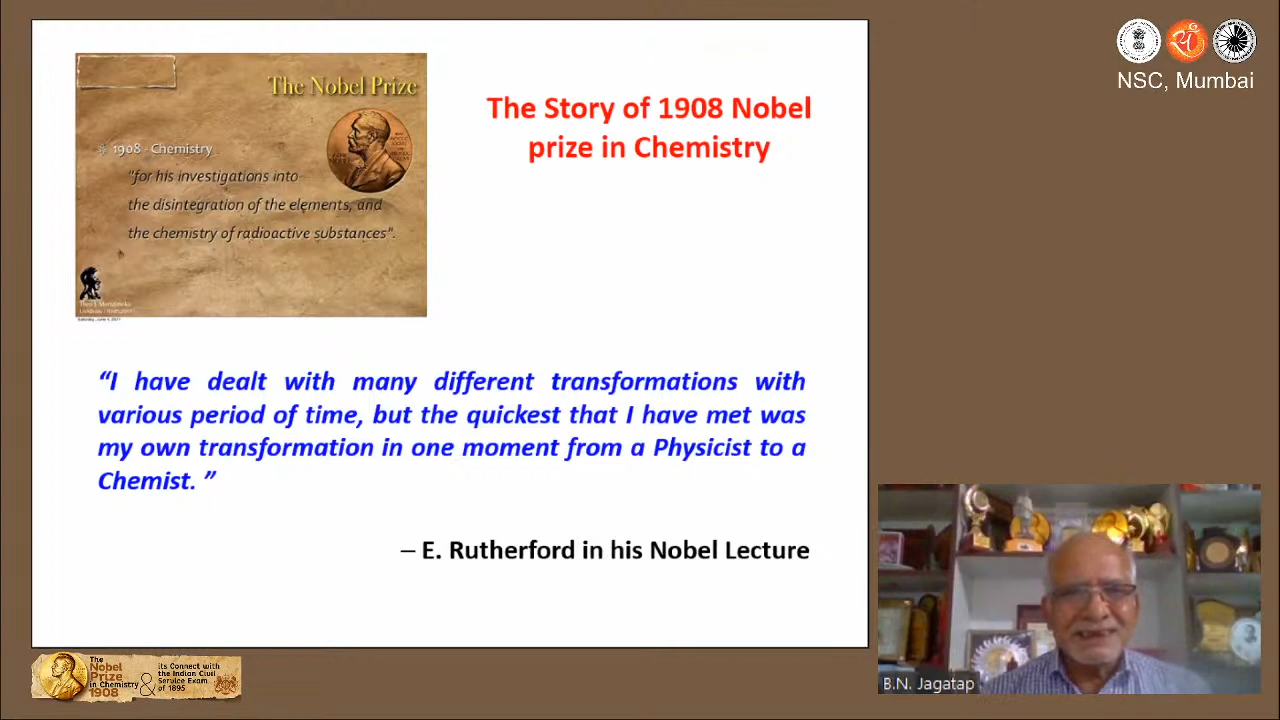 The Nobel Prize
1908 - Chemistry
"for his investigations into
the disintegration of the elements, and
the chemistry of radioactive substances".
The Story of 1908 Nobel
prize in Chemistry
“I have dealt with many different transformations with
various period of time, but the quickest that I have met was
my own transformation in one moment from a Physicist to a
Chemist. ”
– E. Rutherford in his Nobel Lecture
NSC, Mumbai
B.N. Jagatap
The
Nobel
Prize
in Chemistry
1908
&
its Connect with
the Indian Civil
Service Exam
of 1895